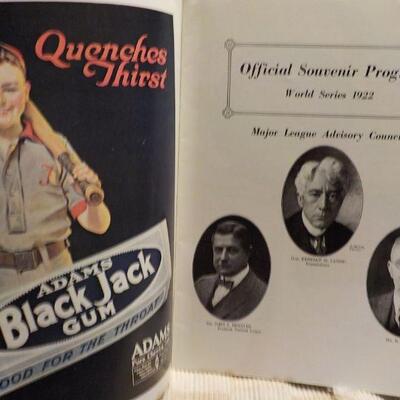 Quenches
Thirst
ADAMS
Black Jack
GUM
OOD FOR THE THROAT
ADAMS
Official Souvenir Prog
World Series 1922
Major League Advisory Counc